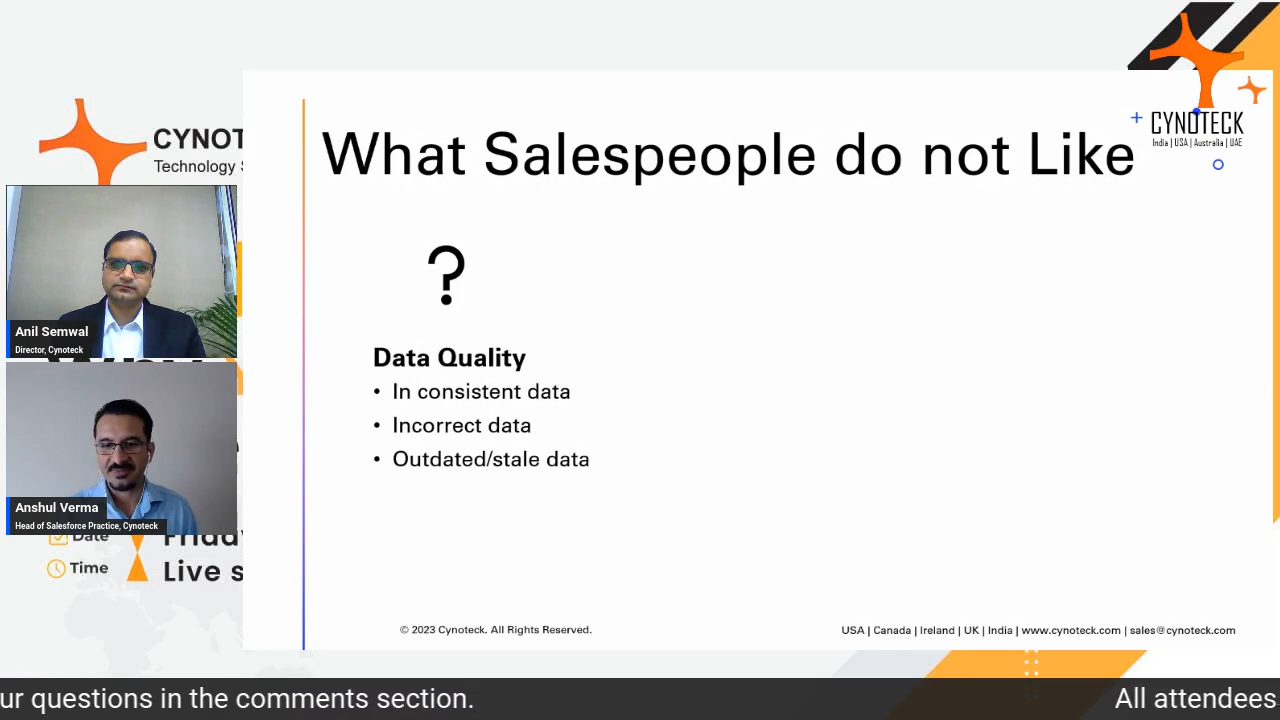 CYNOT
Technology S
Anil Semwal
Director, Cynoteck
Anshul Verma
Head of Salesforce Practice, Cynoteck
Date
Friday
Time
Live s
What Salespeople do not Like
CYNOTECK
India | USA | Australia | UAE
?
Data Quality
• In consistent data
• Incorrect data
• Outdated/stale data
© 2023 Cynoteck. All Rights Reserved.
USA | Canada | Ireland | UK | India | www.cynoteck.com | sales@cynoteck.com
ur questions in the comments section.
All attendees